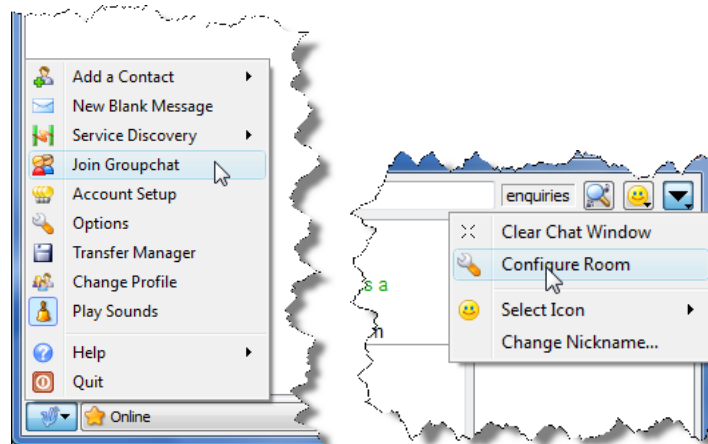 Add a Contact
New Blank Message
Service Discovery
Join Groupchat
Account Setup
Options
Transfer Manager
Change Profile
Play Sounds
Help
Quit
Online
enquiries
Clear Chat Window
Configure Room
s a
Select Icon
n
Change Nickname...